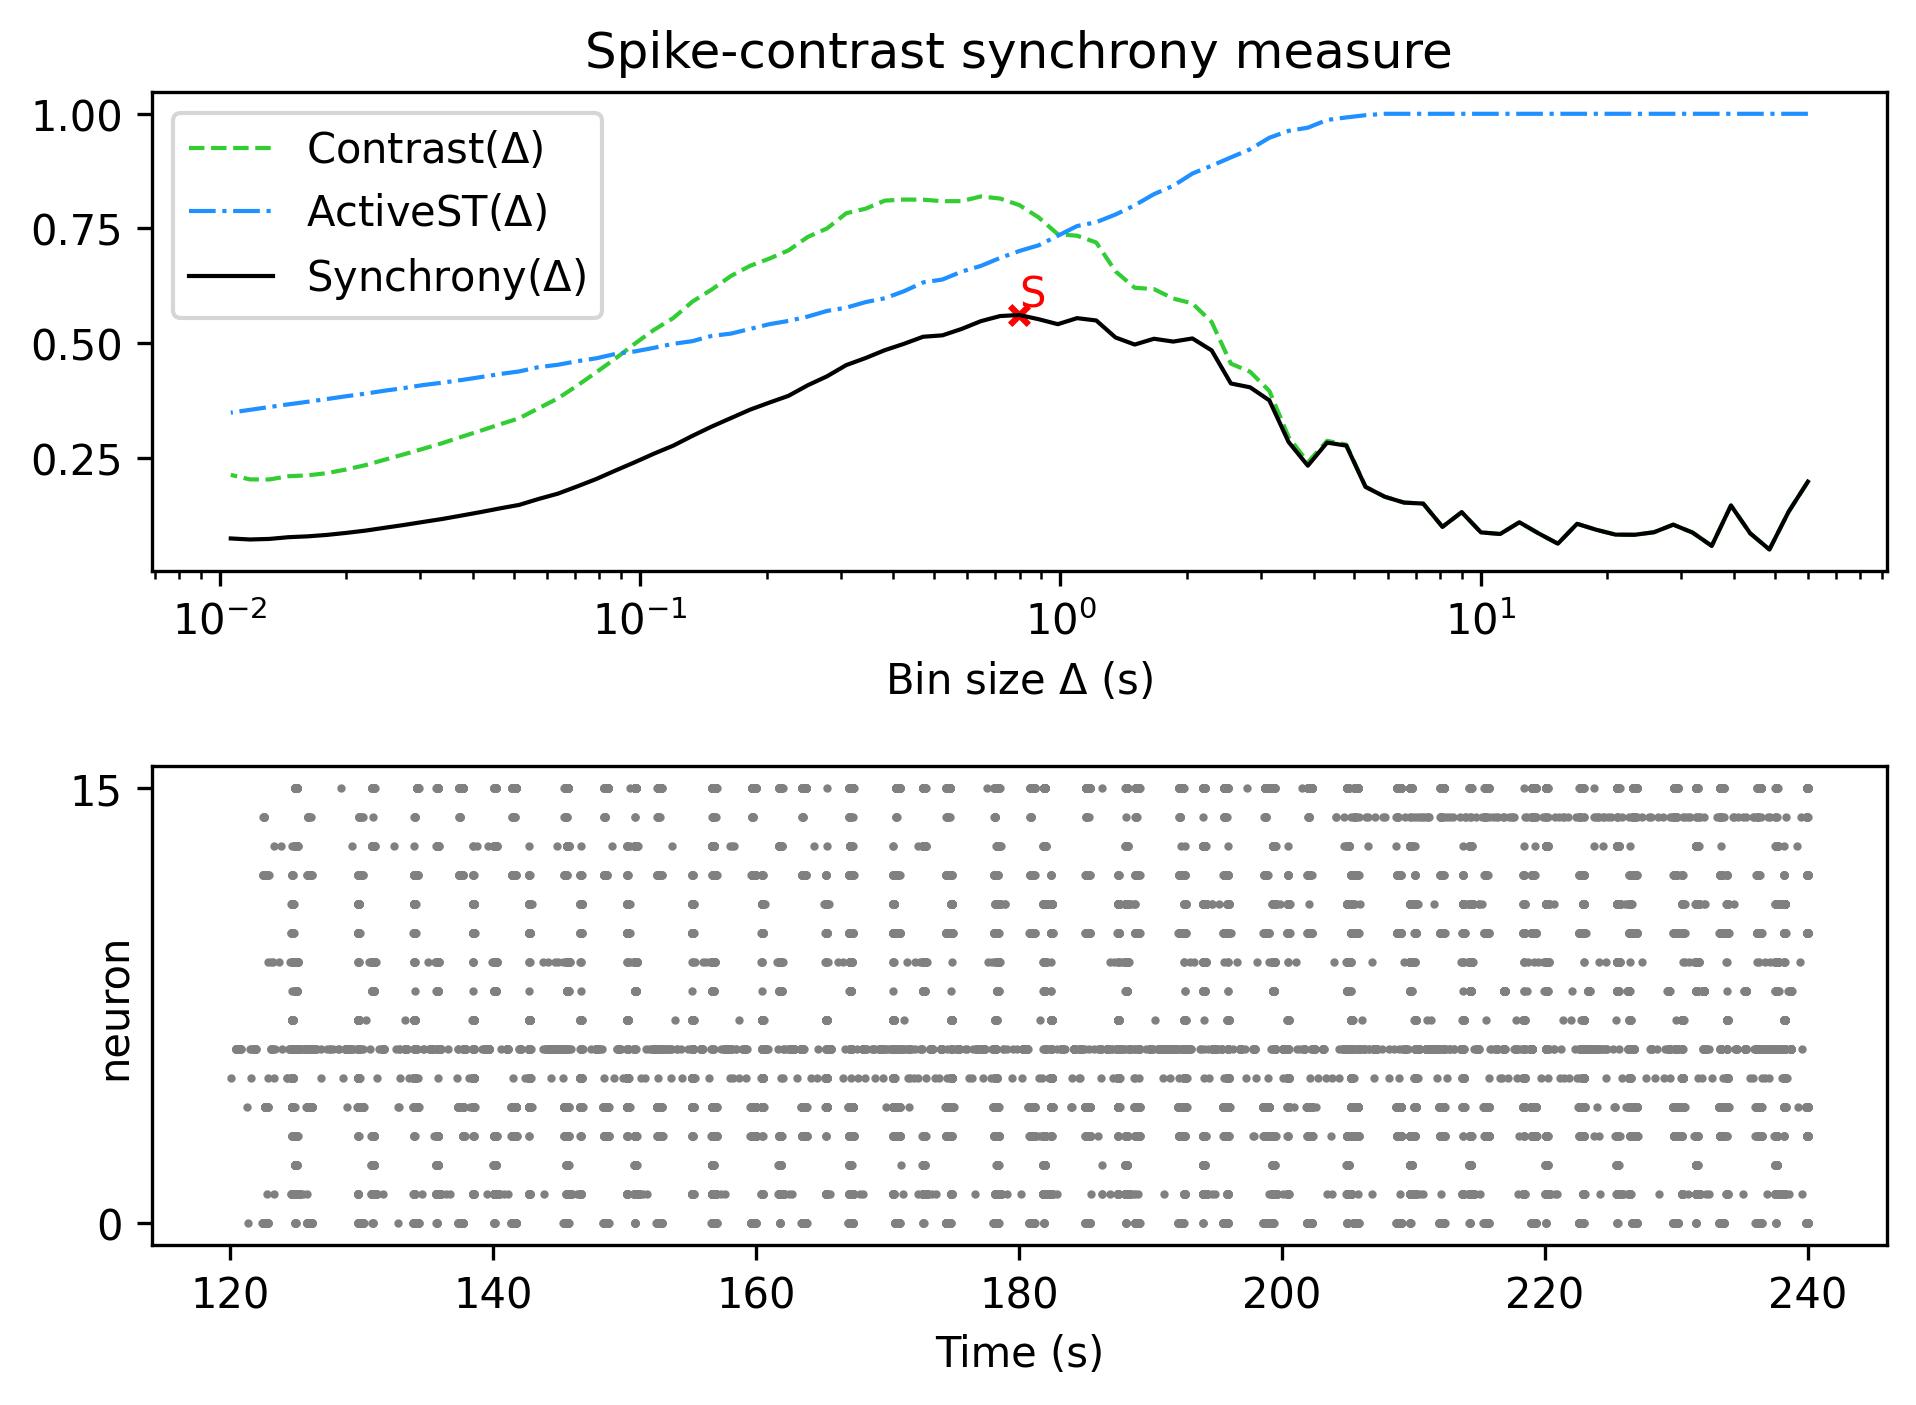 Spike-contrast synchrony measure
1.00
0.75
0.50
0.25
Contrast(Δ)
ActiveST(Δ)
Synchrony(Δ)
S
10⁻² 10⁻¹ 10⁰ 10¹
Bin size Δ (s)
15
0
neuron
120 140 160 180 200 220 240
Time (s)